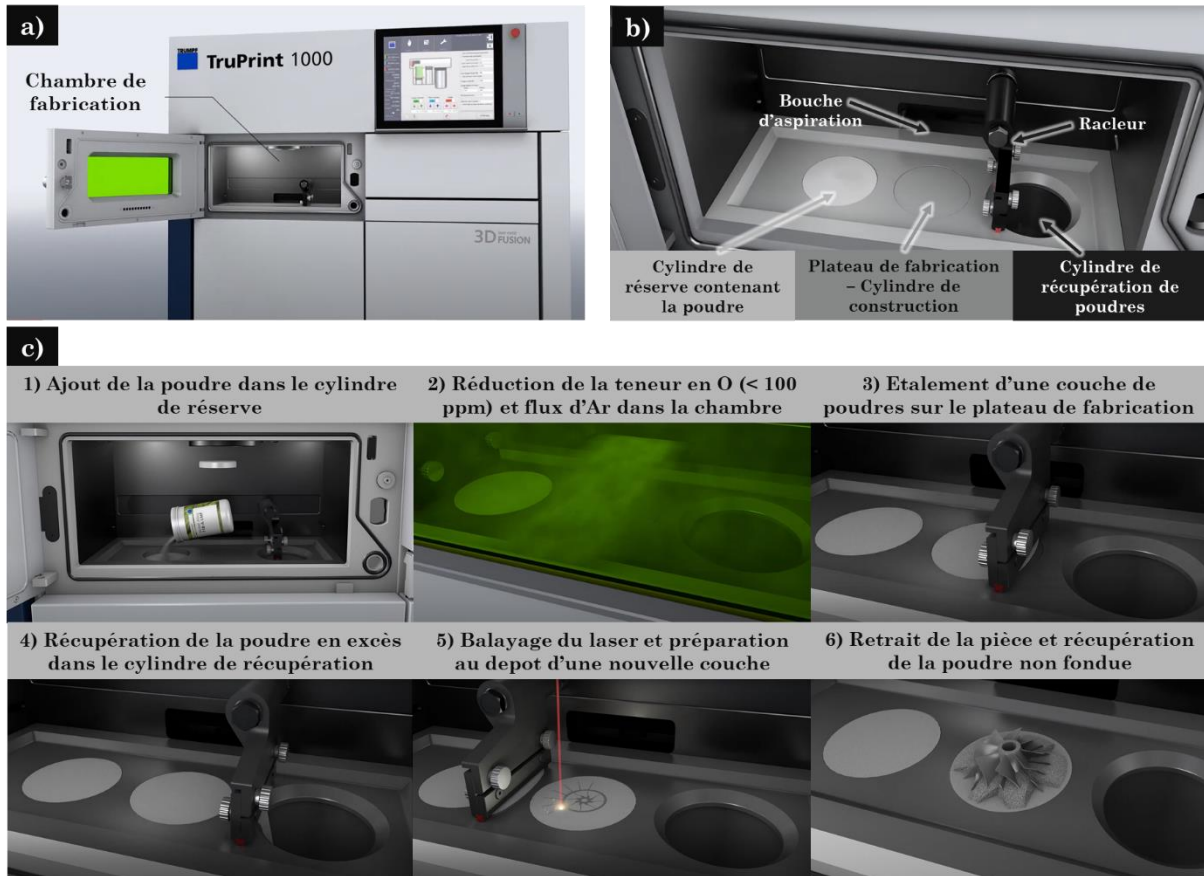 a)
TRUMPF
TruPrint 1000
Chambre de
fabrication
3D
FUSION
b)
Bouche
d'aspiration
Racleur
Cylindre de
réserve contenant
la poudre
Plateau de fabrication
– Cylindre de
construction
Cylindre de
récupération de
poudres
c)
1) Ajout de la poudre dans le cylindre
de réserve
2) Réduction de la teneur en O (< 100
ppm) et flux d'Ar dans la chambre
3) Etalement d'une couche de
poudres sur le plateau de fabrication
4) Récupération de la poudre en excès
dans le cylindre de récupération
5) Balayage du laser et préparation
au depot d'une nouvelle couche
6) Retrait de la pièce et récupération
de la poudre non fondue